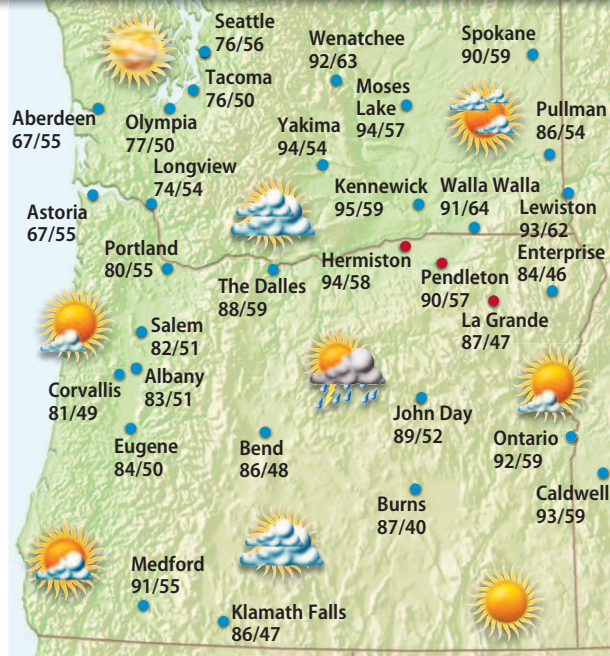 Seattle
76/56
Wenatchee
92/63
Spokane
90/59
Tacoma
76/50
Moses
Lake
94/57
Aberdeen
67/55
Olympia
77/50
Yakima
94/54
Pullman
86/54
Longview
74/54
Kennewick
95/59
Walla Walla
91/64
Lewiston
93/62
Astoria
67/55
Portland
80/55
The Dalles
88/59
Hermiston
94/58
Pendleton
90/57
Enterprise
84/46
La Grande
87/47
Salem
82/51
Albany
83/51
Corvallis
81/49
Eugene
84/50
Bend
86/48
John Day
89/52
Ontario
92/59
Caldwell
93/59
Burns
87/40
Medford
91/55
Klamath Falls
86/47